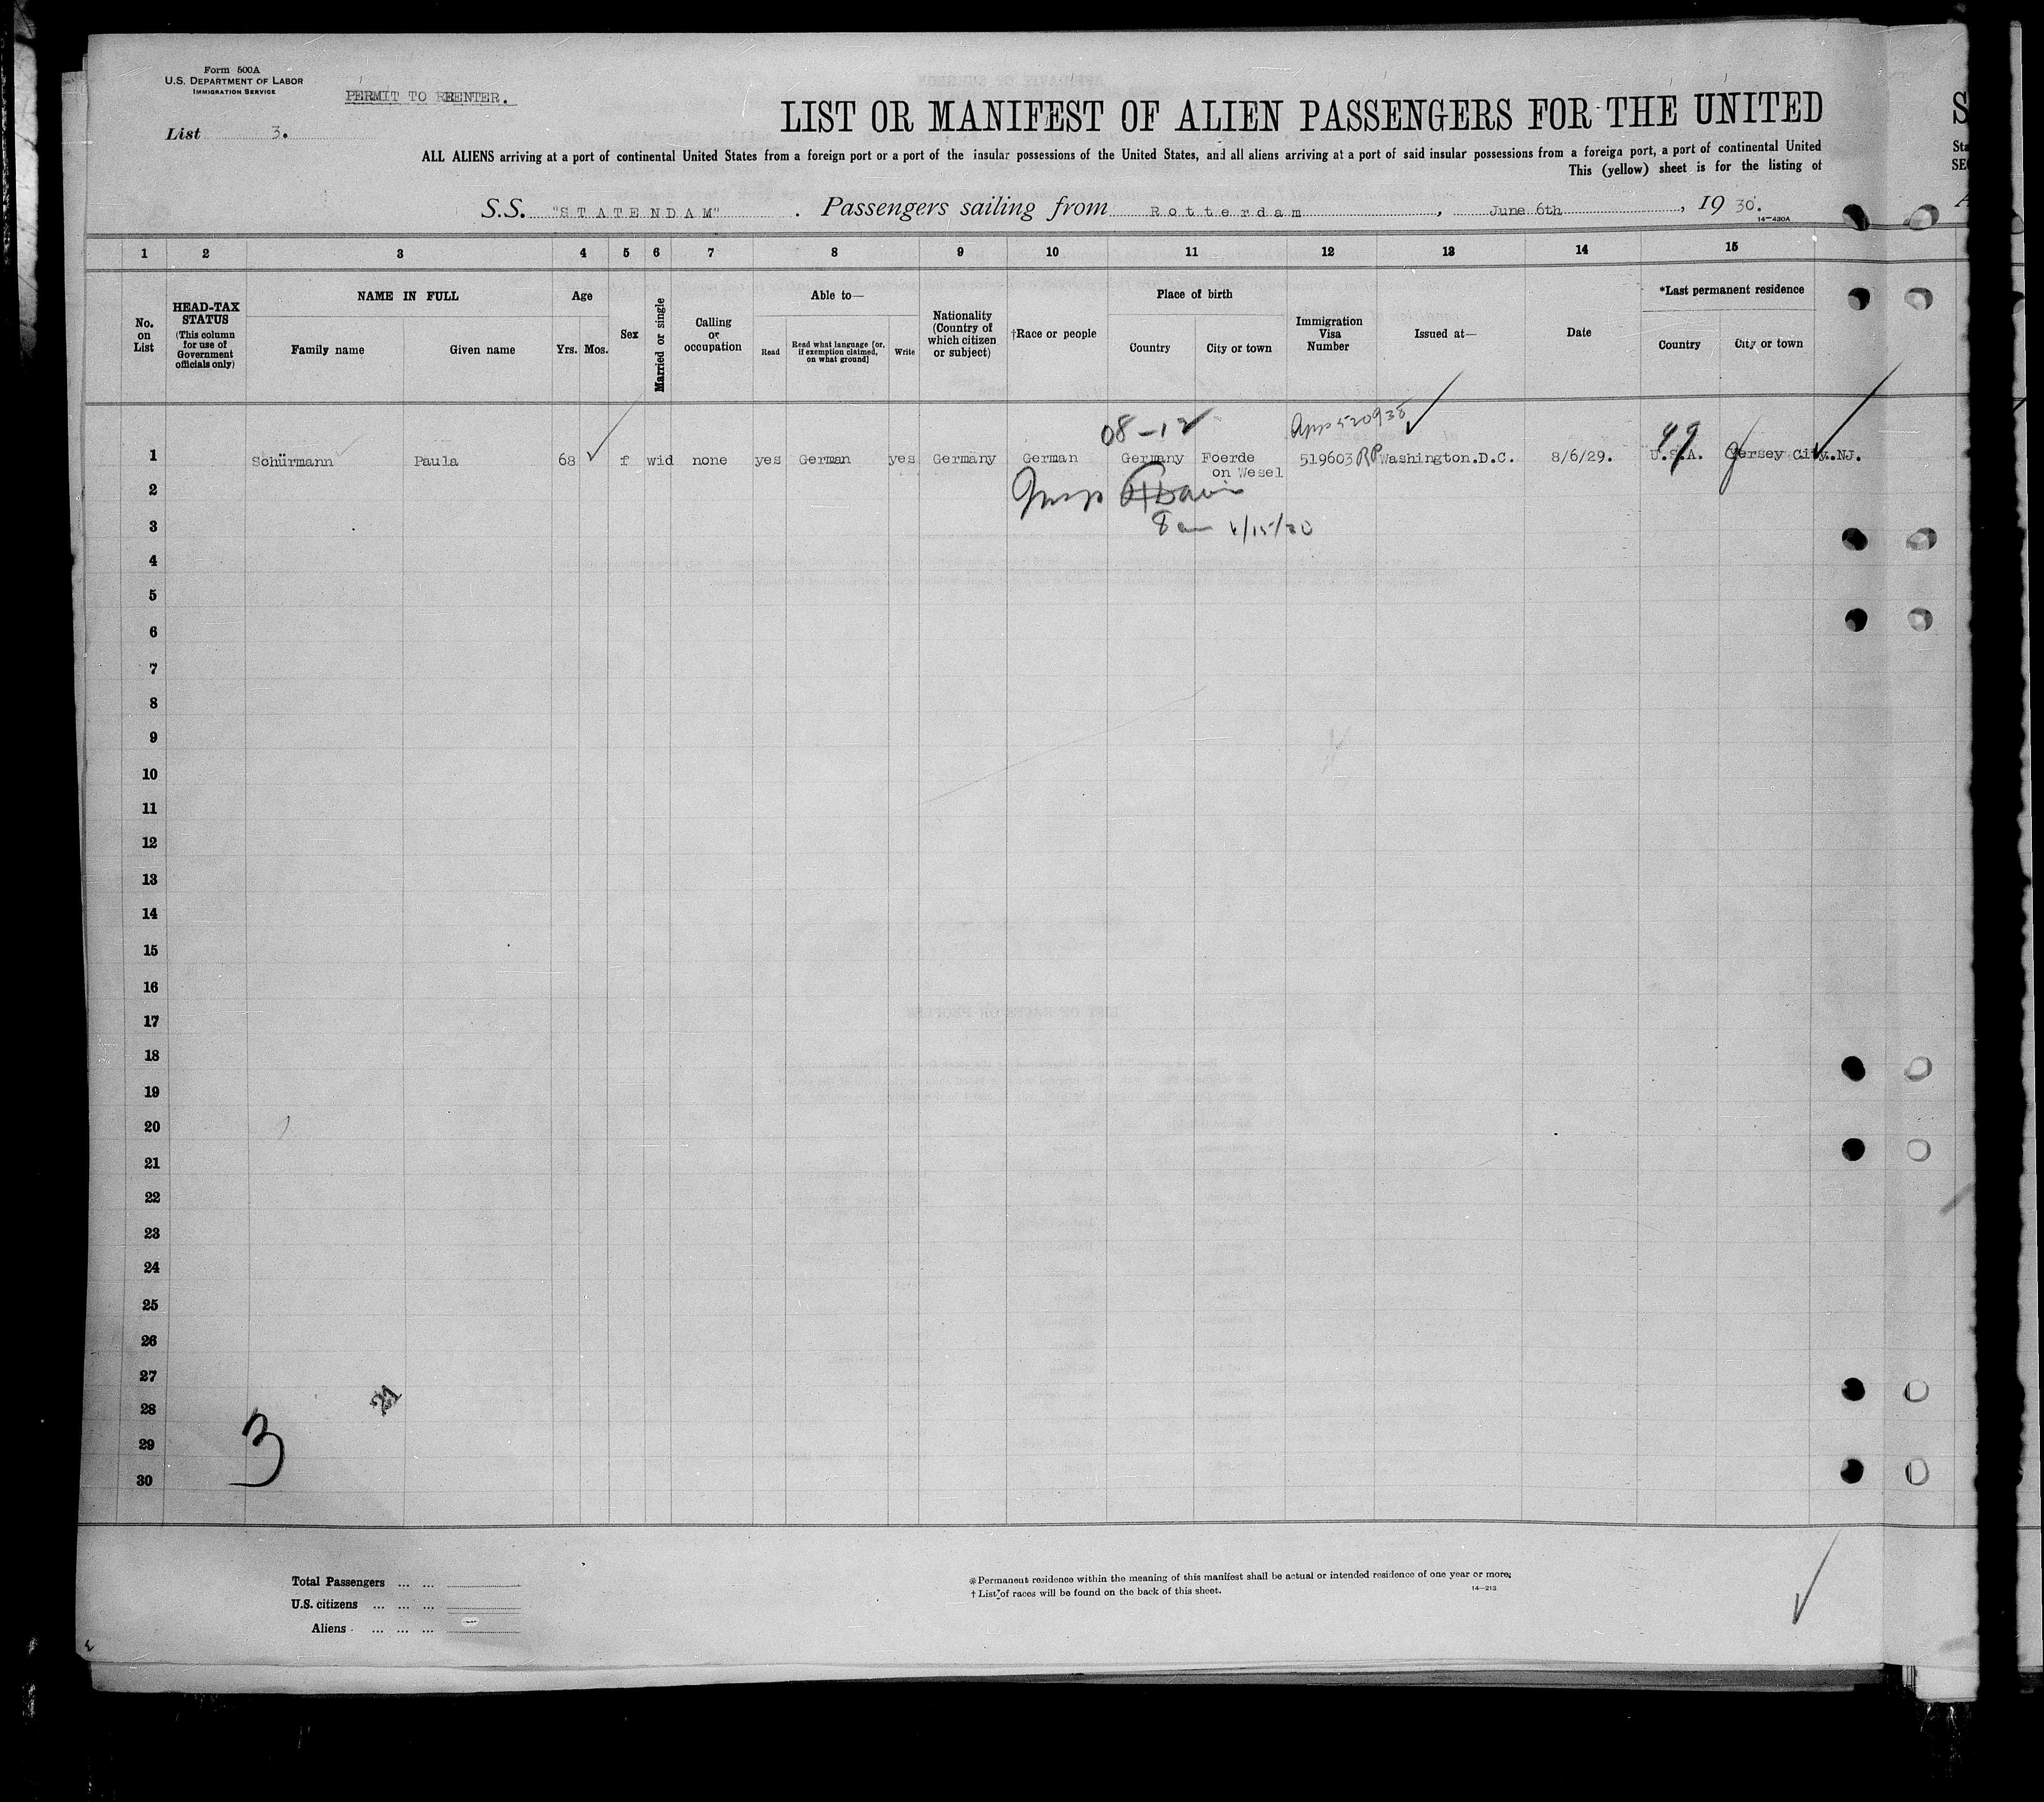 Form 500A
U.S. DEPARTMENT OF LABOR
IMMIGRATION SERVICE
PERMIT TO REENTER.
List 3.
LIST OR MANIFEST OF ALIEN PASSENGERS FOR THE UNITED
ALL ALIENS arriving at a port of continental United States from a foreign port or a port of the insular possessions of the United States, and all aliens arriving at a port of said insular possessions from a foreign port, a port of continental United
This (yellow) sheet is for the listing of
S.S. "STATENDAM" . Passengers sailing from Rotterdam , June 6th , 19 30.
14—430A
1 2 3 4 5 6 7 8 9 10 11 12 13 14 15
No. on List
HEAD-TAX STATUS (This column for use of Government officials only)
NAME IN FULL
Family name Given name
Age
Yrs. Mos.
Sex
Married or single
Calling or occupation
Able to—
Read
Read what language [or, if exemption claimed, on what ground]
Write
Nationality (Country of which citizen or subject)
†Race or people
Place of birth
Country City or town
Immigration Visa Number
Issued at—
Date
*Last permanent residence
Country City or town
08-12
520938
1 Schürmann Paula 68 f wid none yes German yes Germany German Germany Foerde on Wesel 519603 RP Washington.D.C. 8/6/29. U.S.A. Jersey City.NJ.
49
2
3
4
5
6
7
8
9
10
11
12
13
14
15
16
17
18
19
20
21
22
23
24
25
26
27
28
29
30
3
21
Total Passengers ... ...
U.S. citizens ... ... ...
Aliens ... ... ...
*Permanent residence within the meaning of this manifest shall be actual or intended residence of one year or more.
† List of races will be found on the back of this sheet.
14—213